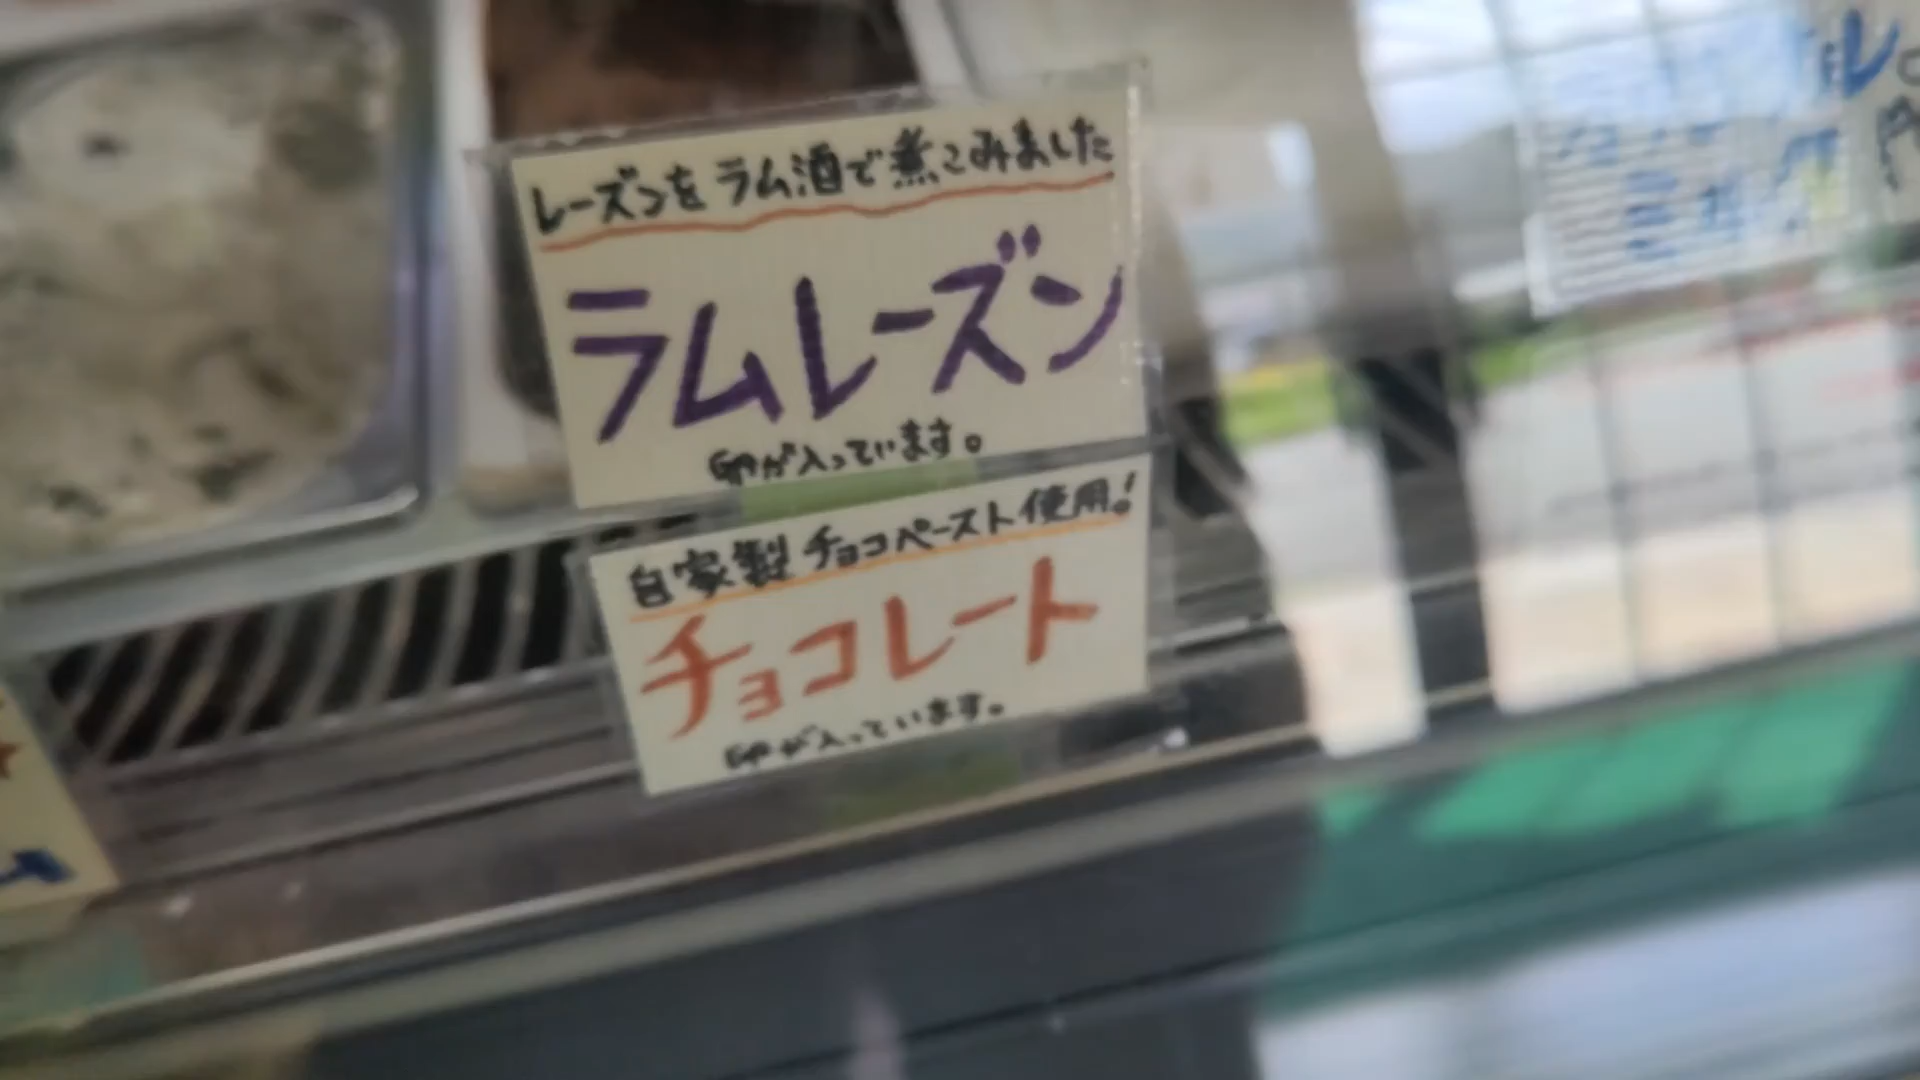 レーズンをラム酒で煮こみました
ラムレーズン
卵が入っています。
自家製チョコペースト使用!
チョコレート
卵が入っています。